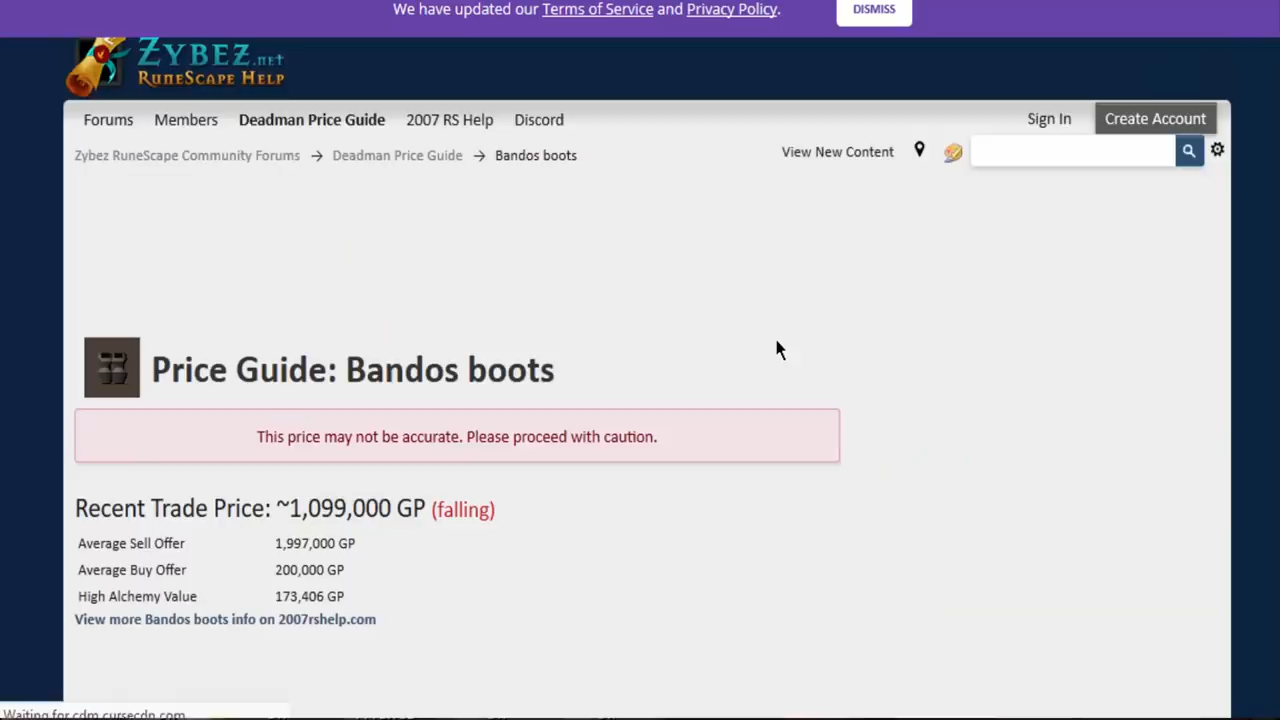 We have updated our Terms of Service and Privacy Policy.
DISMISS
ZYBEZ.net
RuneScape Help
Forums Members Deadman Price Guide 2007 RS Help Discord
Sign In Create Account
Zybez RuneScape Community Forums → Deadman Price Guide → Bandos boots
View New Content
Price Guide: Bandos boots
This price may not be accurate. Please proceed with caution.
Recent Trade Price: ~1,099,000 GP (falling)
Average Sell Offer 1,997,000 GP
Average Buy Offer 200,000 GP
High Alchemy Value 173,406 GP
View more Bandos boots info on 2007rshelp.com
Waiting for cdm.cursecdn.com